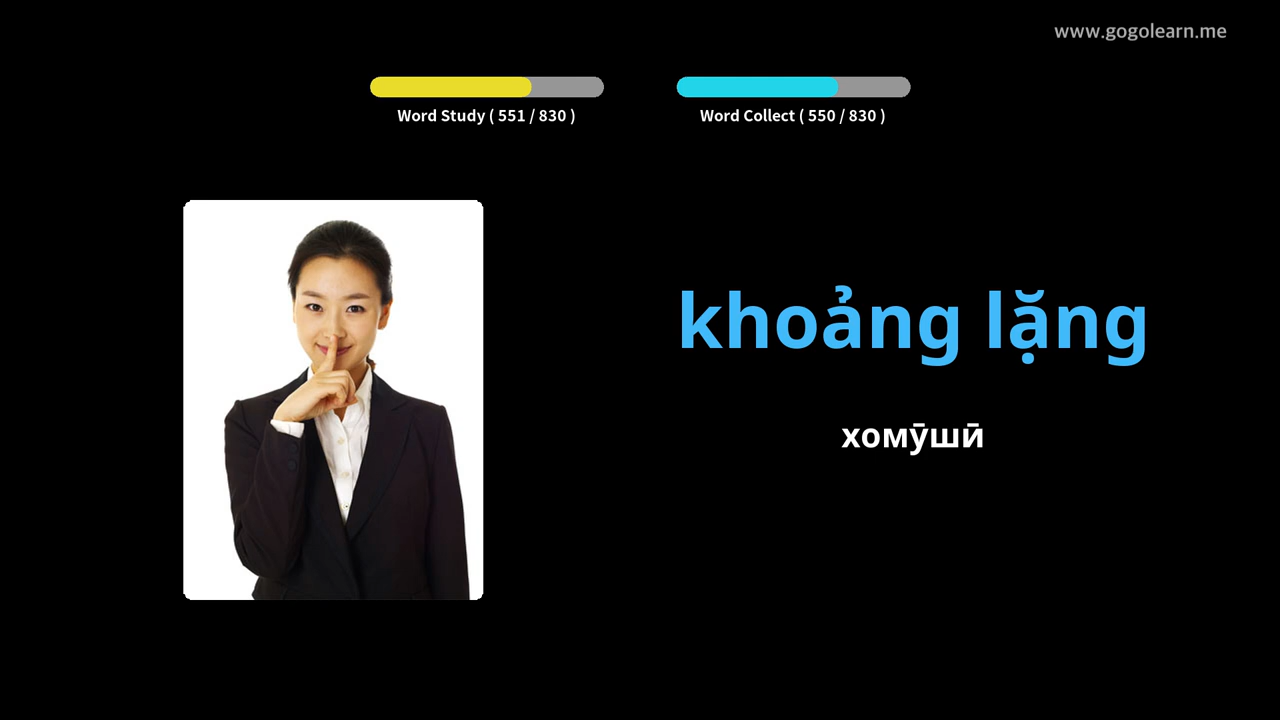 www.gogolearn.me
Word Study ( 551 / 830 )
Word Collect ( 550 / 830 )
khoảng lặng
хомӯшӣ